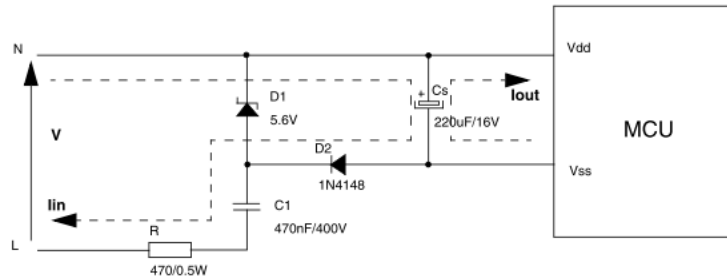 N
Vdd
D1
5.6V
+
Cs
220uF/16V
Iout
MCU
V
D2
1N4148
Vss
Iin
C1
470nF/400V
R
L
470/0.5W